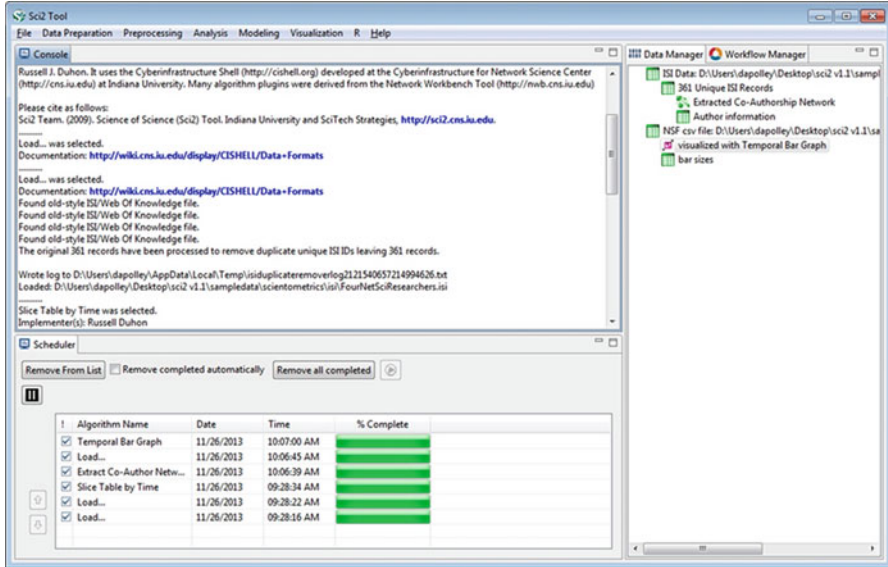 Sci2 Tool
File Data Preparation Preprocessing Analysis Modeling Visualization R Help
Console
Russell J. Duhon. It uses the Cyberinfrastructure Shell (http://cishell.org) developed at the Cyberinfrastructure for Network Science Center
(http://cns.iu.edu) at Indiana University. Many algorithm plugins were derived from the Network Workbench Tool (http://nwb.cns.iu.edu)
Please cite as follows:
Sci2 Team. (2009). Science of Science (Sci2) Tool. Indiana University and SciTech Strategies, http://sci2.cns.iu.edu.
----------
Load... was selected.
Documentation: http://wiki.cns.iu.edu/display/CISHELL/Data+Formats
----------
Load... was selected.
Documentation: http://wiki.cns.iu.edu/display/CISHELL/Data+Formats
Found old-style ISI/Web Of Knowledge file.
Found old-style ISI/Web Of Knowledge file.
Found old-style ISI/Web Of Knowledge file.
Found old-style ISI/Web Of Knowledge file.
The original 361 records have been processed to remove duplicate unique ISI IDs leaving 361 records.
Wrote log to D:\Users\dapolley\AppData\Local\Temp\isiduplicateremoverlog2121540657214994626.txt
Loaded: D:\Users\dapolley\Desktop\sci2 v1.1\sampledata\scientometrics\isi\FourNetSciResearchers.isi
----------
Slice Table by Time was selected.
Implementer(s): Russell Duhon
Scheduler
Remove From List Remove completed automatically Remove all completed
! Algorithm Name Date Time % Complete
Temporal Bar Graph 11/26/2013 10:07:00 AM
Load... 11/26/2013 10:06:45 AM
Extract Co-Author Netw... 11/26/2013 10:06:39 AM
Slice Table by Time 11/26/2013 09:28:34 AM
Load... 11/26/2013 09:28:22 AM
Load... 11/26/2013 09:28:16 AM
Data Manager Workflow Manager
ISI Data: D:\Users\dapolley\Desktop\sci2 v1.1\sampl
361 Unique ISI Records
Extracted Co-Authorship Network
Author information
NSF csv file: D:\Users\dapolley\Desktop\sci2 v1.1\sa
visualized with Temporal Bar Graph
bar sizes